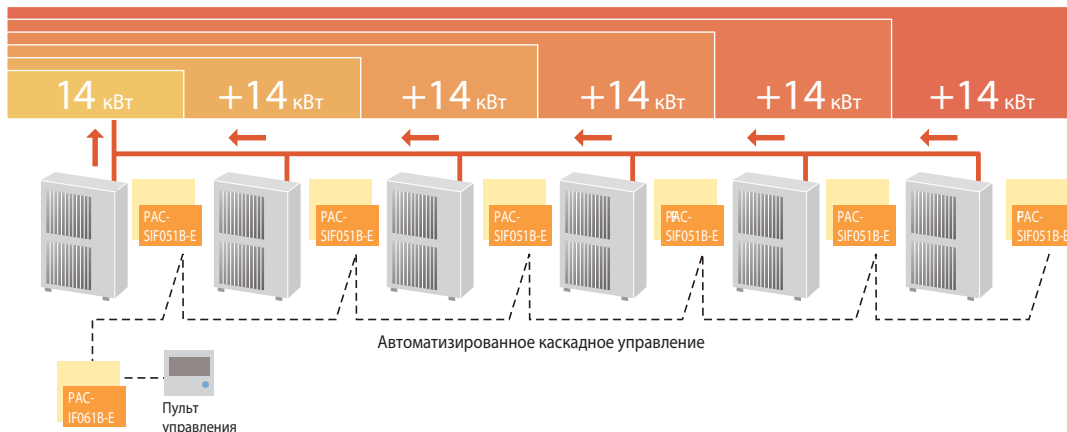 14 кВт
+14 кВт
+14 кВт
+14 кВт
+14 кВт
+14 кВт
PAC-
SIF051B-E
PAC-
SIF051B-E
PAC-
SIF051B-E
PAC-
SIF051B-E
PAC-
SIF051B-E
PAC-
SIF051B-E
Автоматизированное каскадное управление
PAC-
IF061B-E
Пульт
управления